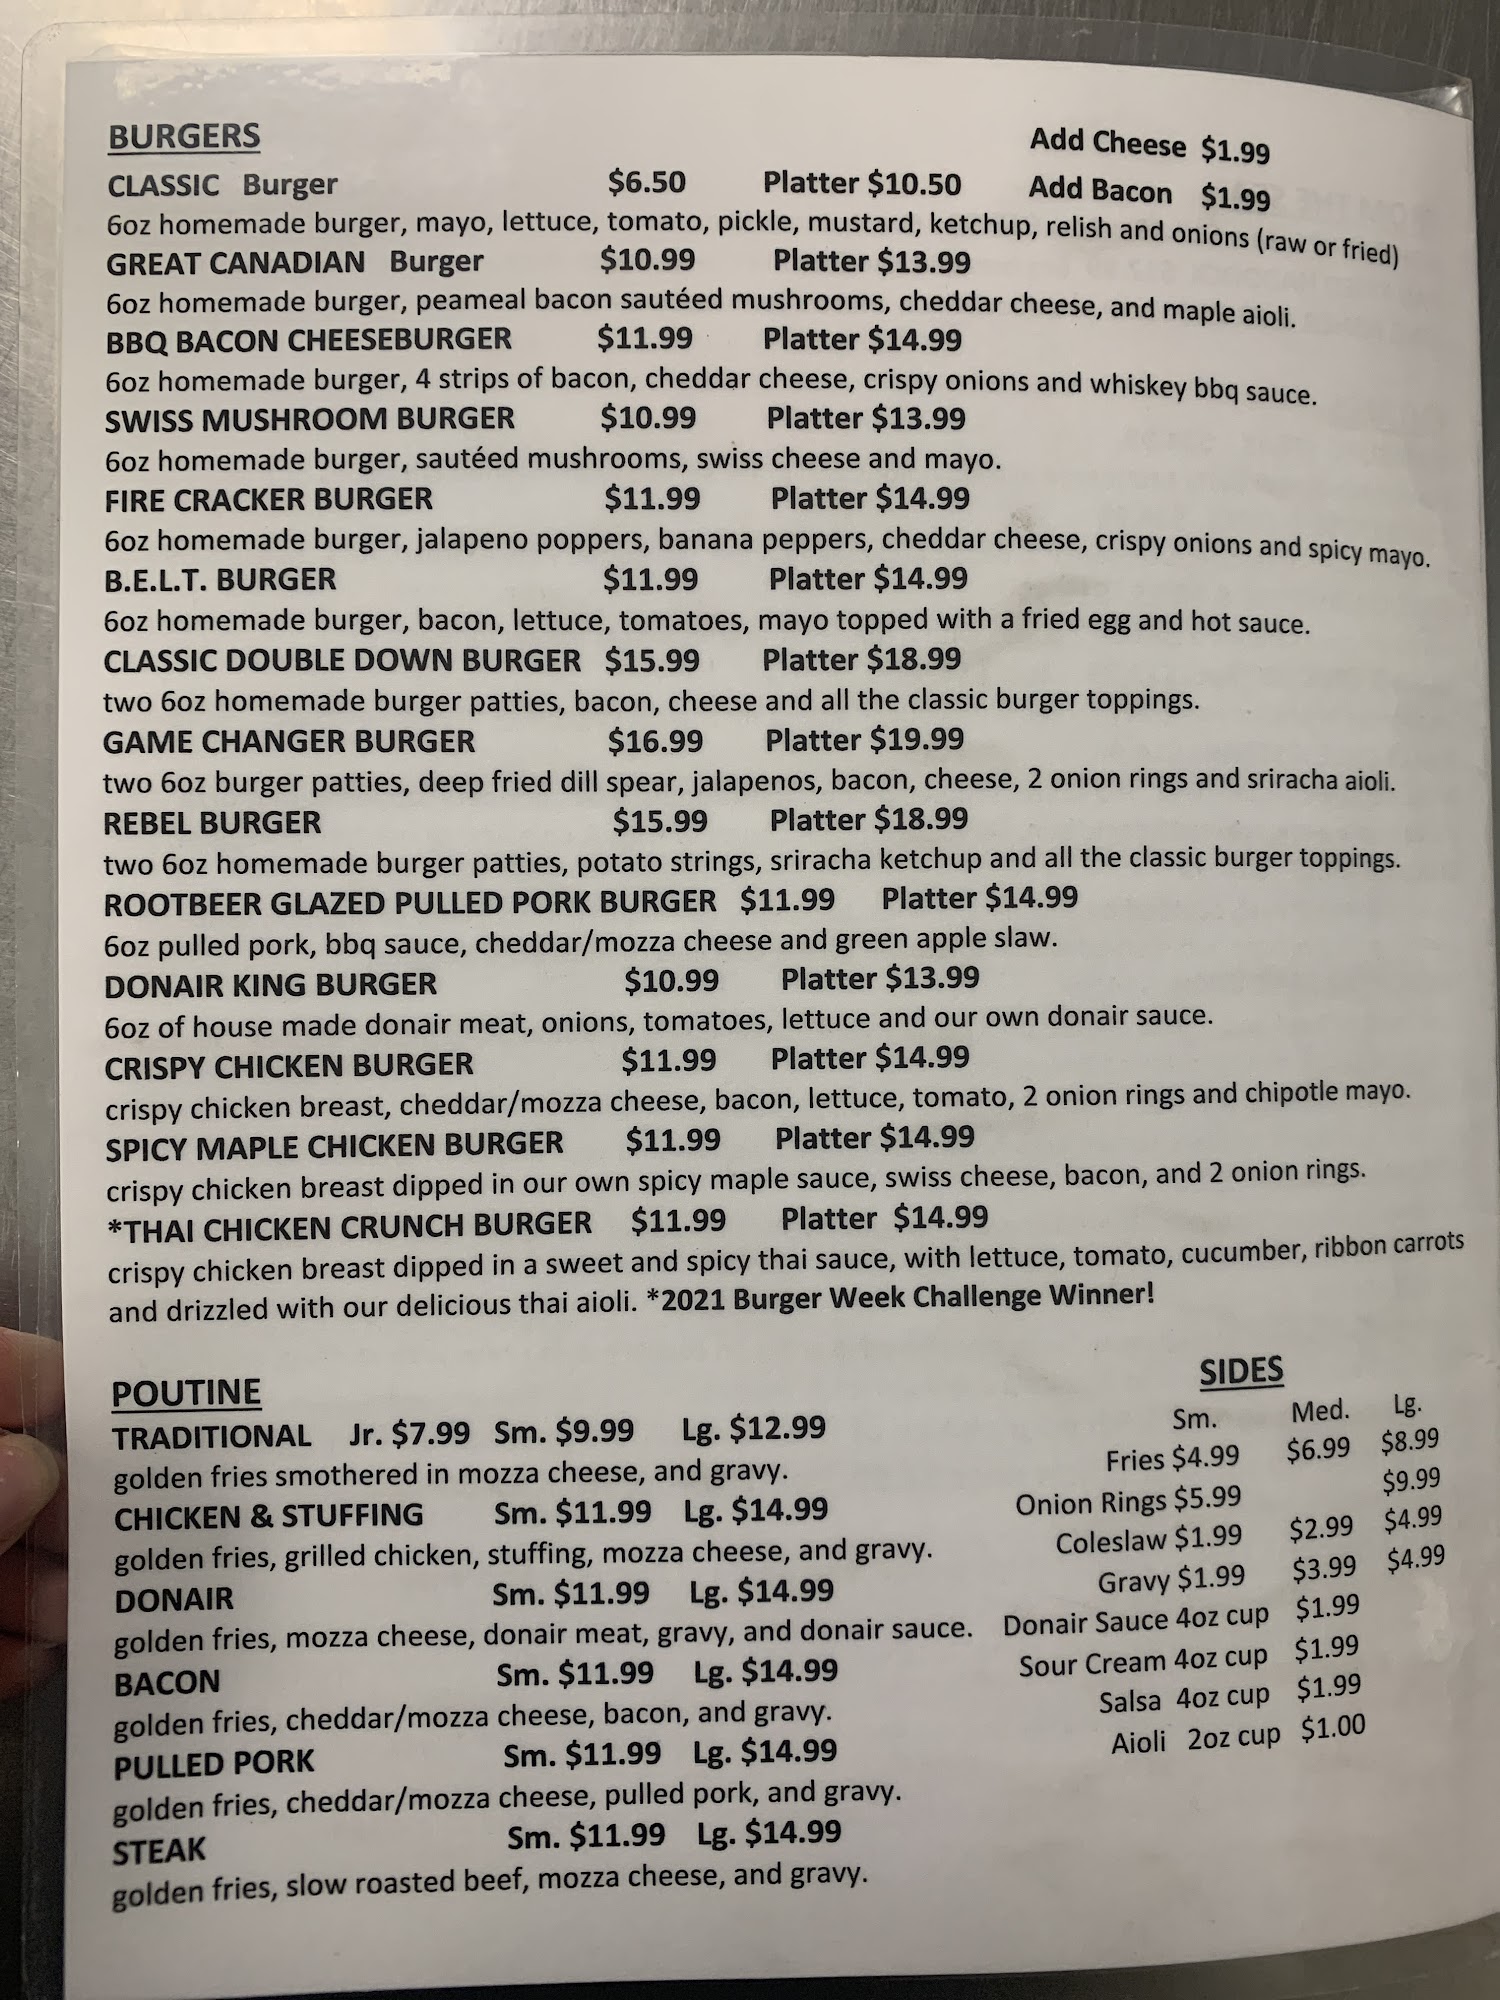 BURGERS
Add Cheese $1.99
CLASSIC Burger $6.50 Platter $10.50 Add Bacon $1.99
6oz homemade burger, mayo, lettuce, tomato, pickle, mustard, ketchup, relish and onions (raw or fried)
GREAT CANADIAN Burger $10.99 Platter $13.99
6oz homemade burger, peameal bacon sautéed mushrooms, cheddar cheese, and maple aioli.
BBQ BACON CHEESEBURGER $11.99 Platter $14.99
6oz homemade burger, 4 strips of bacon, cheddar cheese, crispy onions and whiskey bbq sauce.
SWISS MUSHROOM BURGER $10.99 Platter $13.99
6oz homemade burger, sautéed mushrooms, swiss cheese and mayo.
FIRE CRACKER BURGER $11.99 Platter $14.99
6oz homemade burger, jalapeno poppers, banana peppers, cheddar cheese, crispy onions and spicy mayo.
B.E.L.T. BURGER $11.99 Platter $14.99
6oz homemade burger, bacon, lettuce, tomatoes, mayo topped with a fried egg and hot sauce.
CLASSIC DOUBLE DOWN BURGER $15.99 Platter $18.99
two 6oz homemade burger patties, bacon, cheese and all the classic burger toppings.
GAME CHANGER BURGER $16.99 Platter $19.99
two 6oz burger patties, deep fried dill spear, jalapenos, bacon, cheese, 2 onion rings and sriracha aioli.
REBEL BURGER $15.99 Platter $18.99
two 6oz homemade burger patties, potato strings, sriracha ketchup and all the classic burger toppings.
ROOTBEER GLAZED PULLED PORK BURGER $11.99 Platter $14.99
6oz pulled pork, bbq sauce, cheddar/mozza cheese and green apple slaw.
DONAIR KING BURGER $10.99 Platter $13.99
6oz of house made donair meat, onions, tomatoes, lettuce and our own donair sauce.
CRISPY CHICKEN BURGER $11.99 Platter $14.99
crispy chicken breast, cheddar/mozza cheese, bacon, lettuce, tomato, 2 onion rings and chipotle mayo.
SPICY MAPLE CHICKEN BURGER $11.99 Platter $14.99
crispy chicken breast dipped in our own spicy maple sauce, swiss cheese, bacon, and 2 onion rings.
*THAI CHICKEN CRUNCH BURGER $11.99 Platter $14.99
crispy chicken breast dipped in a sweet and spicy thai sauce, with lettuce, tomato, cucumber, ribbon carrots
and drizzled with our delicious thai aioli. *2021 Burger Week Challenge Winner!
POUTINE
TRADITIONAL Jr. $7.99 Sm. $9.99 Lg. $12.99
golden fries smothered in mozza cheese, and gravy.
CHICKEN & STUFFING Sm. $11.99 Lg. $14.99
golden fries, grilled chicken, stuffing, mozza cheese, and gravy.
DONAIR Sm. $11.99 Lg. $14.99
golden fries, mozza cheese, donair meat, gravy, and donair sauce.
BACON Sm. $11.99 Lg. $14.99
golden fries, cheddar/mozza cheese, bacon, and gravy.
PULLED PORK Sm. $11.99 Lg. $14.99
golden fries, cheddar/mozza cheese, pulled pork, and gravy.
STEAK Sm. $11.99 Lg. $14.99
golden fries, slow roasted beef, mozza cheese, and gravy.
SIDES
Sm. Med. Lg.
Fries $4.99 $6.99 $8.99
Onion Rings $5.99 $9.99
Coleslaw $1.99 $2.99 $4.99
Gravy $1.99 $3.99 $4.99
Donair Sauce 4oz cup $1.99
Sour Cream 4oz cup $1.99
Salsa 4oz cup $1.99
Aioli 2oz cup $1.00